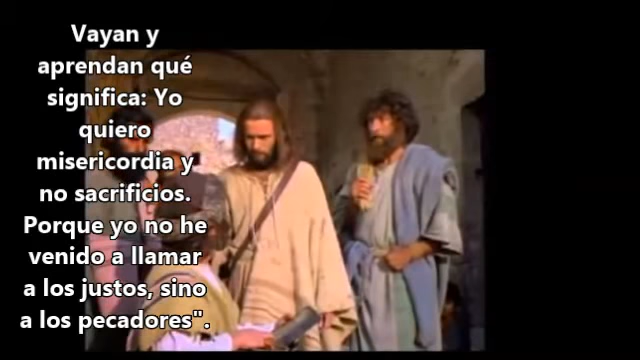 Vayan y
aprendan qué
significa: Yo
quiero
misericordia y
no sacrificios.
Porque yo no he
venido a llamar
a los justos, sino
a los pecadores".